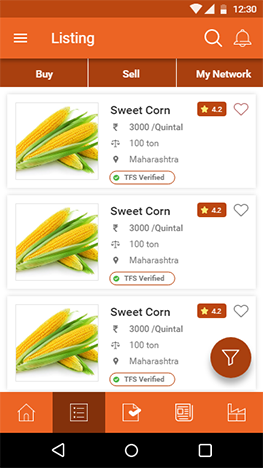 12:30
Listing
Buy Sell My Network
Sweet Corn 4.2
₹ 3000 /Quintal
100 ton
Maharashtra
TFS Verified
Sweet Corn 4.2
₹ 3000 /Quintal
100 ton
Maharashtra
TFS Verified
Sweet Corn 4.2
₹ 3000 /Quintal
100 ton
Maharashtra
TFS Verified